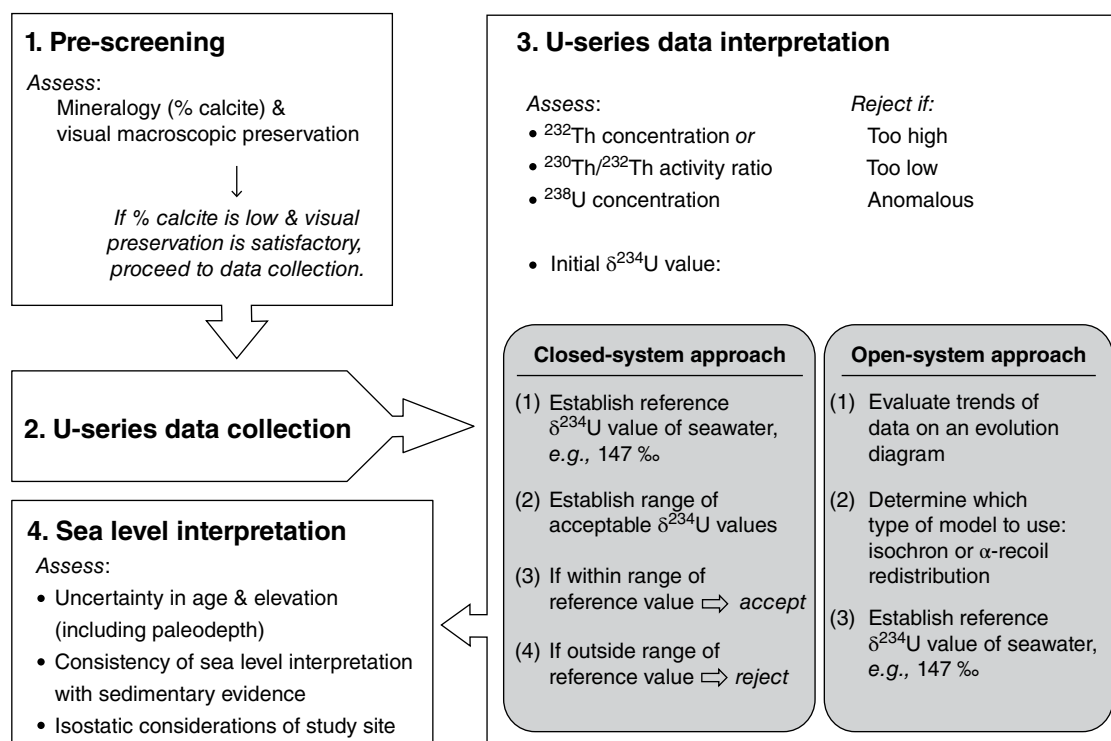 1. Pre-screening
Assess:
Mineralogy (% calcite) &
visual macroscopic preservation
If % calcite is low & visual
preservation is satisfactory,
proceed to data collection.
2. U-series data collection
3. U-series data interpretation
Assess: Reject if:
• ²³²Th concentration or Too high
• ²³⁰Th/²³²Th activity ratio Too low
• ²³⁸U concentration Anomalous
• Initial δ²³⁴U value:
Closed-system approach
(1) Establish reference
δ²³⁴U value of seawater,
e.g., 147 ‰
(2) Establish range of
acceptable δ²³⁴U values
(3) If within range of
reference value ⇨ accept
(4) If outside range of
reference value ⇨ reject
Open-system approach
(1) Evaluate trends of
data on an evolution
diagram
(2) Determine which
type of model to use:
isochron or α-recoil
redistribution
(3) Establish reference
δ²³⁴U value of seawater,
e.g., 147 ‰
4. Sea level interpretation
Assess:
• Uncertainty in age & elevation
(including paleodepth)
• Consistency of sea level interpretation
with sedimentary evidence
• Isostatic considerations of study site